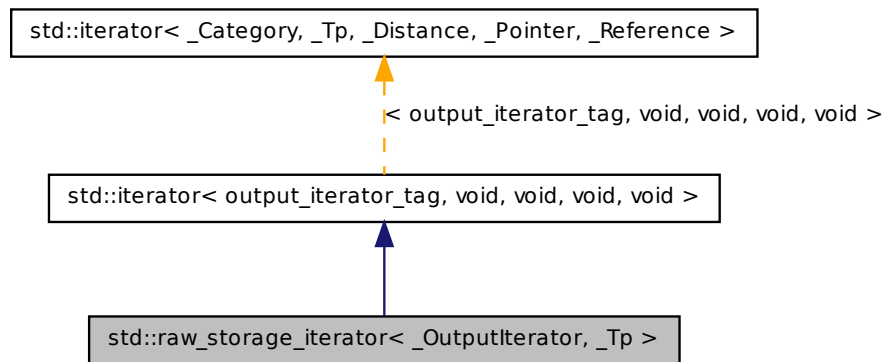 std::iterator< _Category, _Tp, _Distance, _Pointer, _Reference >
< output_iterator_tag, void, void, void, void >
std::iterator< output_iterator_tag, void, void, void, void >
std::raw_storage_iterator< _OutputIterator, _Tp >